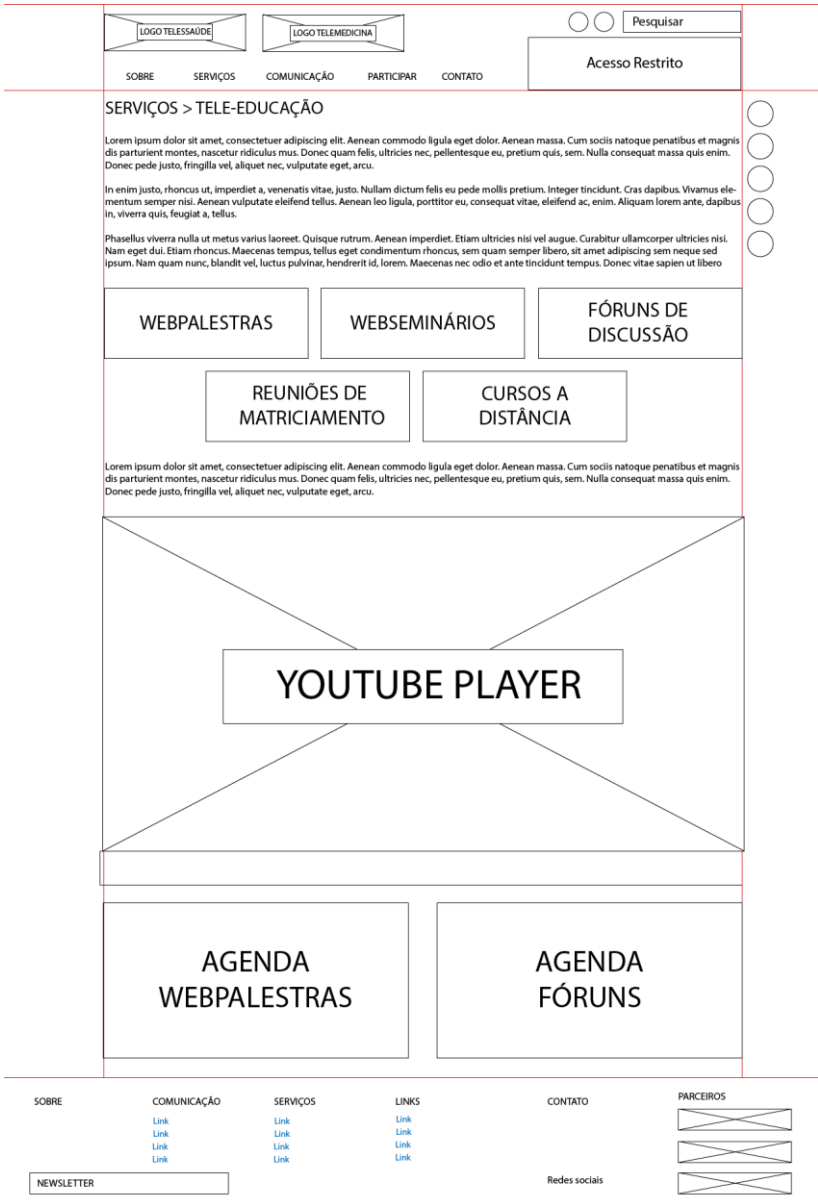 LOGO TELESSAÚDE
LOGO TELEMEDICINA
Pesquisar
Acesso Restrito
SOBRE
SERVIÇOS
COMUNICAÇÃO
PARTICIPAR
CONTATO
SERVIÇOS > TELE-EDUCAÇÃO
Lorem ipsum dolor sit amet, consectetuer adipiscing elit. Aenean commodo ligula eget dolor. Aenean massa. Cum sociis natoque penatibus et magnis
dis parturient montes, nascetur ridiculus mus. Donec quam felis, ultricies nec, pellentesque eu, pretium quis, sem. Nulla consequat massa quis enim.
Donec pede justo, fringilla vel, aliquet nec, vulputate eget, arcu.
In enim justo, rhoncus ut, imperdiet a, venenatis vitae, justo. Nullam dictum felis eu pede mollis pretium. Integer tincidunt. Cras dapibus. Vivamus ele-
mentum semper nisi. Aenean vulputate eleifend tellus. Aenean leo ligula, porttitor eu, consequat vitae, eleifend ac, enim. Aliquam lorem ante, dapibus
in, viverra quis, feugiat a, tellus.
Phasellus viverra nulla ut metus varius laoreet. Quisque rutrum. Aenean imperdiet. Etiam ultricies nisi vel augue. Curabitur ullamcorper ultricies nisi.
Nam eget dui. Etiam rhoncus. Maecenas tempus, tellus eget condimentum rhoncus, sem quam semper libero, sit amet adipiscing sem neque sed
ipsum. Nam quam nunc, blandit vel, luctus pulvinar, hendrerit id, lorem. Maecenas nec odio et ante tincidunt tempus. Donec vitae sapien ut libero
WEBPALESTRAS
WEBSEMINÁRIOS
FÓRUNS DE
DISCUSSÃO
REUNIÕES DE
MATRICIAMENTO
CURSOS A
DISTÂNCIA
Lorem ipsum dolor sit amet, consectetuer adipiscing elit. Aenean commodo ligula eget dolor. Aenean massa. Cum sociis natoque penatibus et magnis
dis parturient montes, nascetur ridiculus mus. Donec quam felis, ultricies nec, pellentesque eu, pretium quis, sem. Nulla consequat massa quis enim.
Donec pede justo, fringilla vel, aliquet nec, vulputate eget, arcu.
YOUTUBE PLAYER
AGENDA
WEBPALESTRAS
AGENDA
FÓRUNS
SOBRE
NEWSLETTER
COMUNICAÇÃO
Link
Link
Link
Link
SERVIÇOS
Link
Link
Link
Link
LINKS
Link
Link
Link
Link
CONTATO
Redes sociais
PARCEIROS